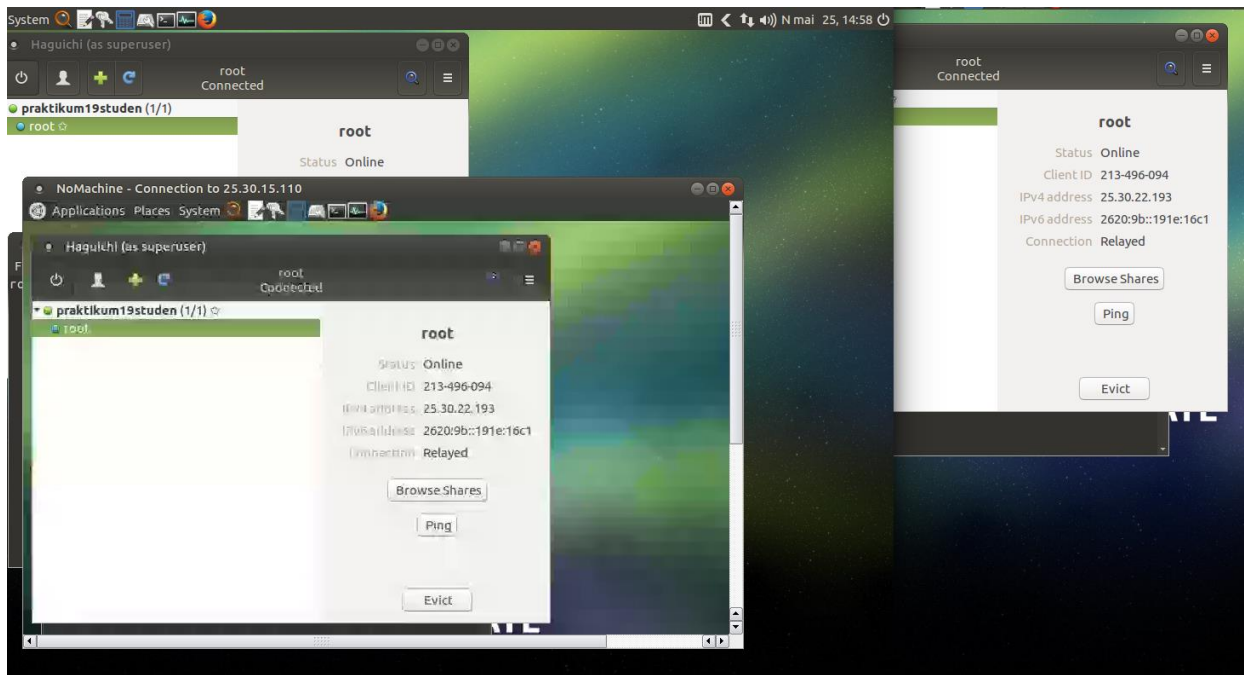 System N mai 25, 14:58
Haguichi (as superuser)
root
Connected
praktikum19studen (1/1)
root
root
Status Online
NoMachine - Connection to 25.30.15.110
Applications Places System
Haguichi (as superuser)
root
Connected
praktikum19studen (1/1)
root
root
Status Online
Client ID 213-496-094
IPv4 address 25.30.22.193
IPv6 address 2620:9b::191e:16c1
Connection Relayed
Browse Shares
Ping
Evict
root
Connected
root
Status Online
Client ID 213-496-094
IPv4 address 25.30.22.193
IPv6 address 2620:9b::191e:16c1
Connection Relayed
Browse Shares
Ping
Evict